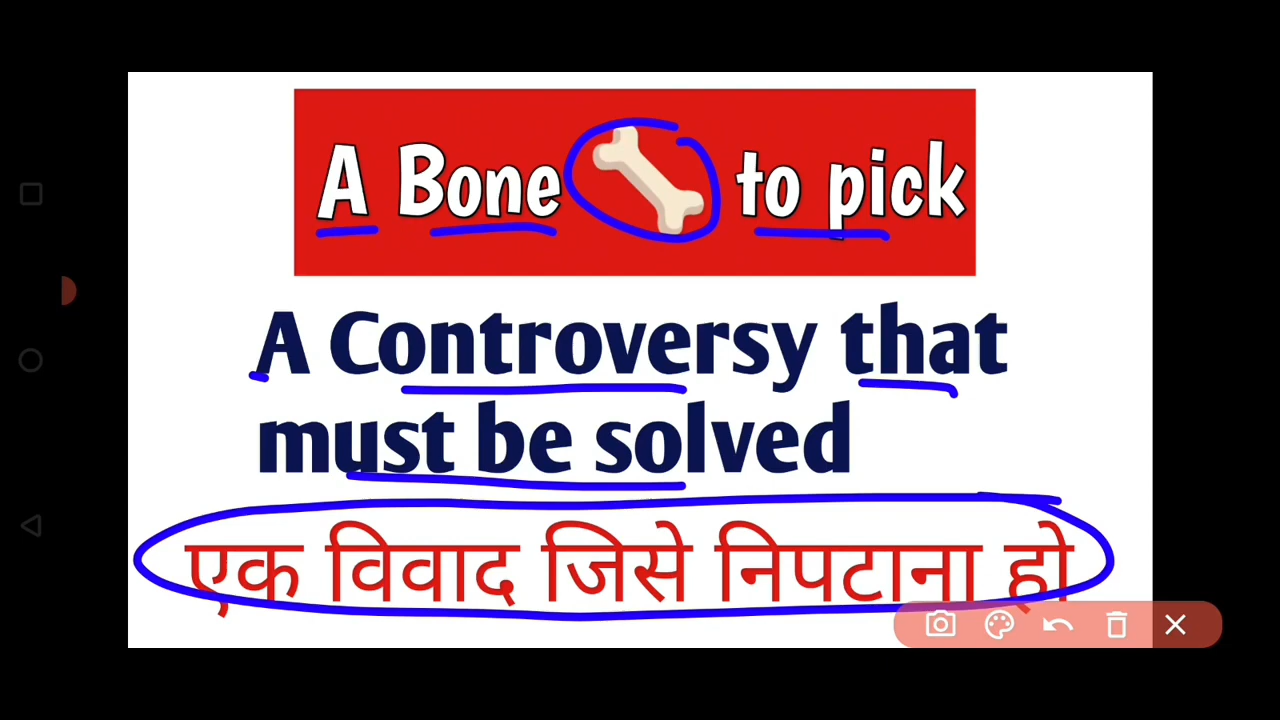 A Bone to pick
A Controversy that
must be solved
एक विवाद जिसे निपटाना हो